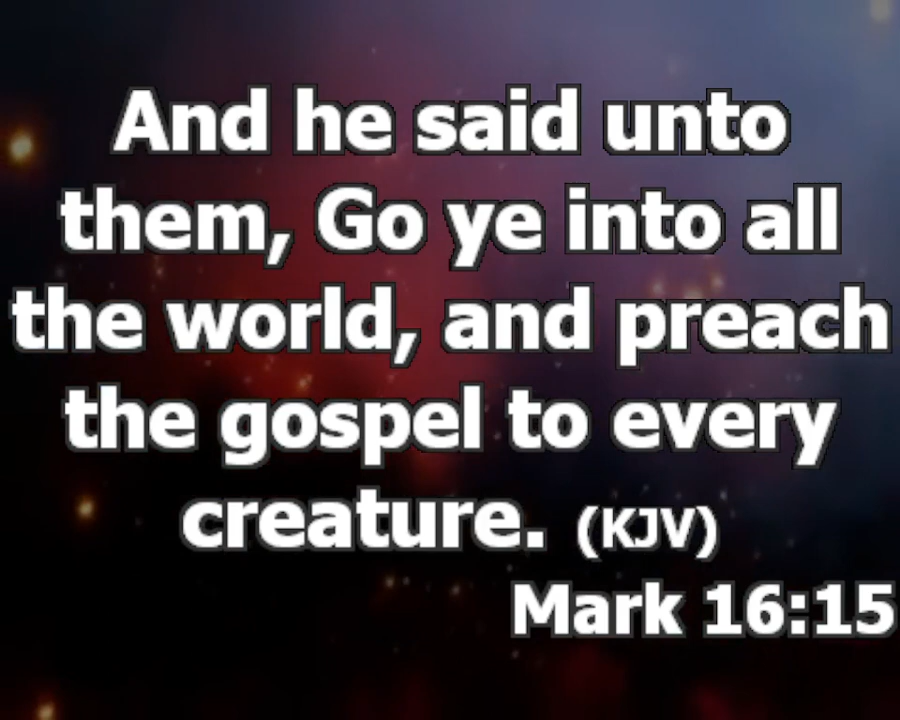 And he said unto
them, Go ye into all
the world, and preach
the gospel to every
creature. (KJV)
Mark 16:15